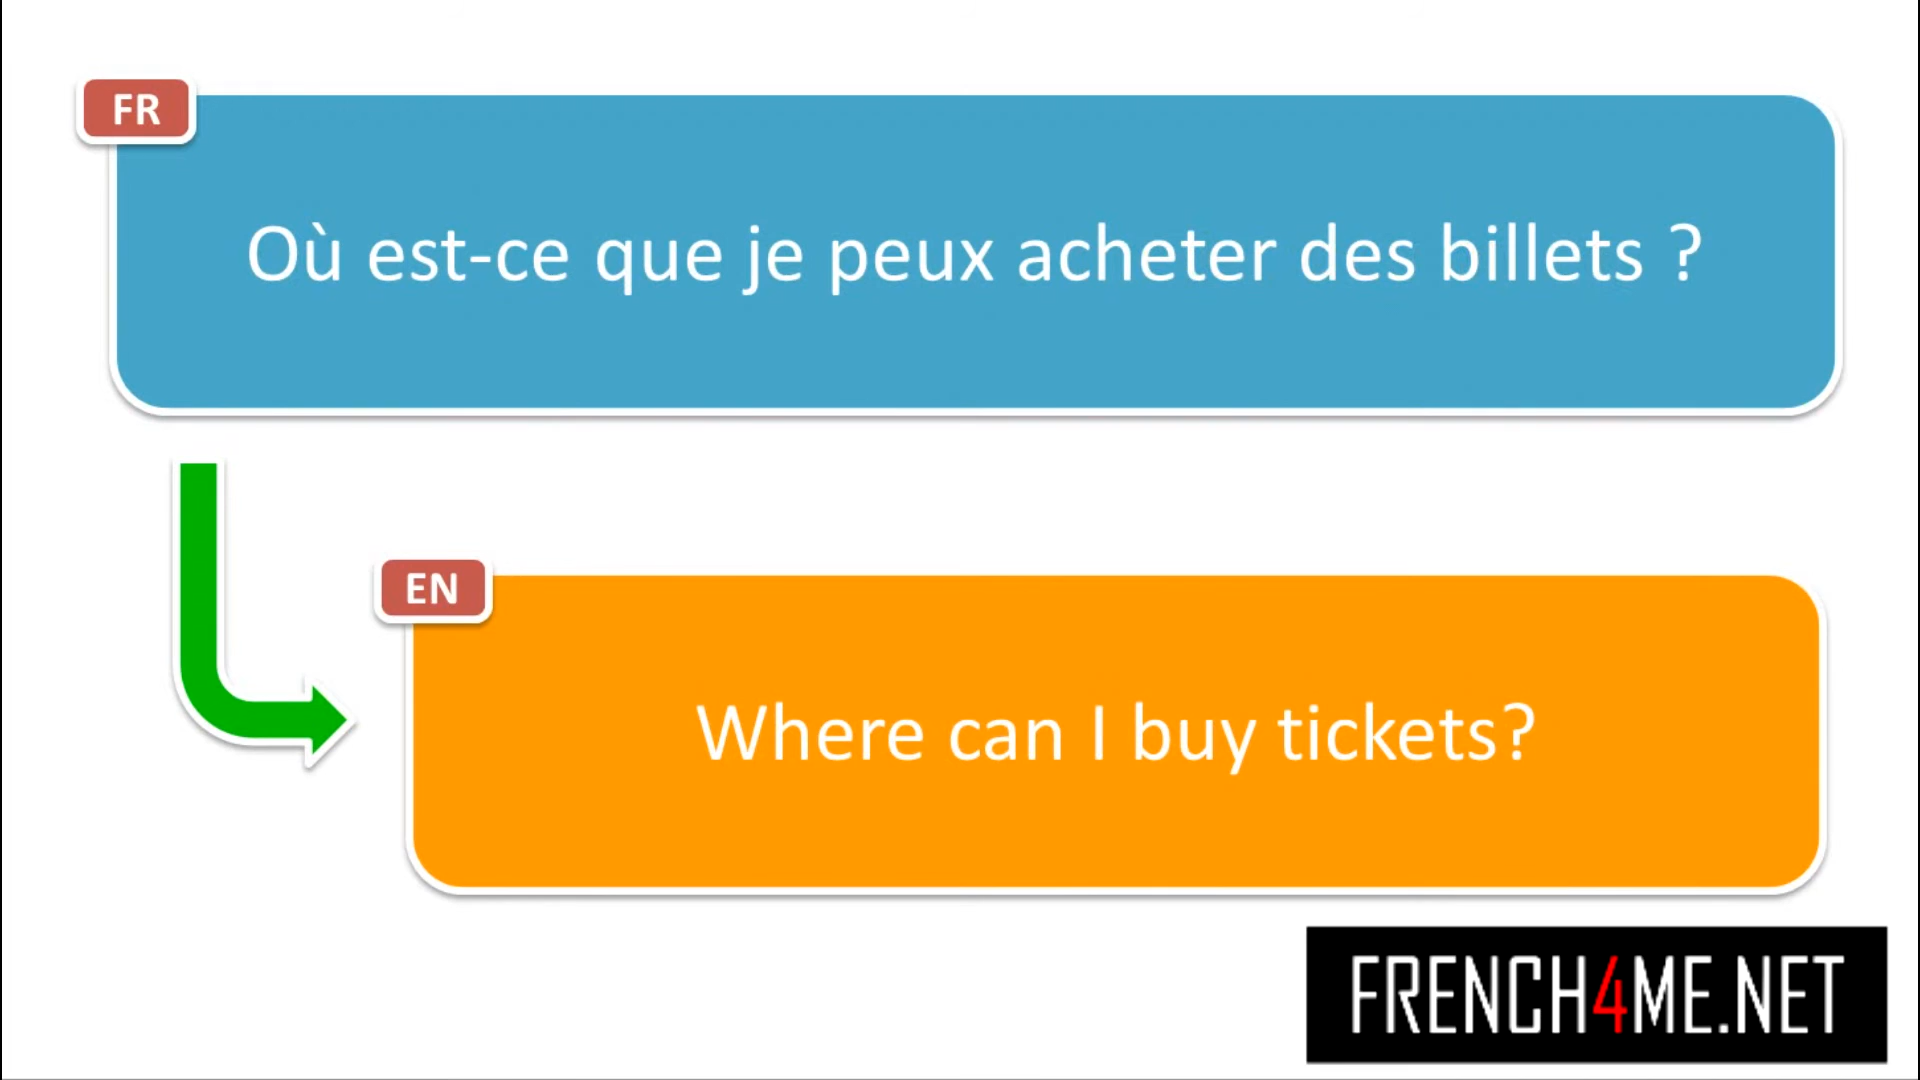 FR
Où est-ce que je peux acheter des billets ?
EN
Where can I buy tickets?
FRENCH4ME.NET